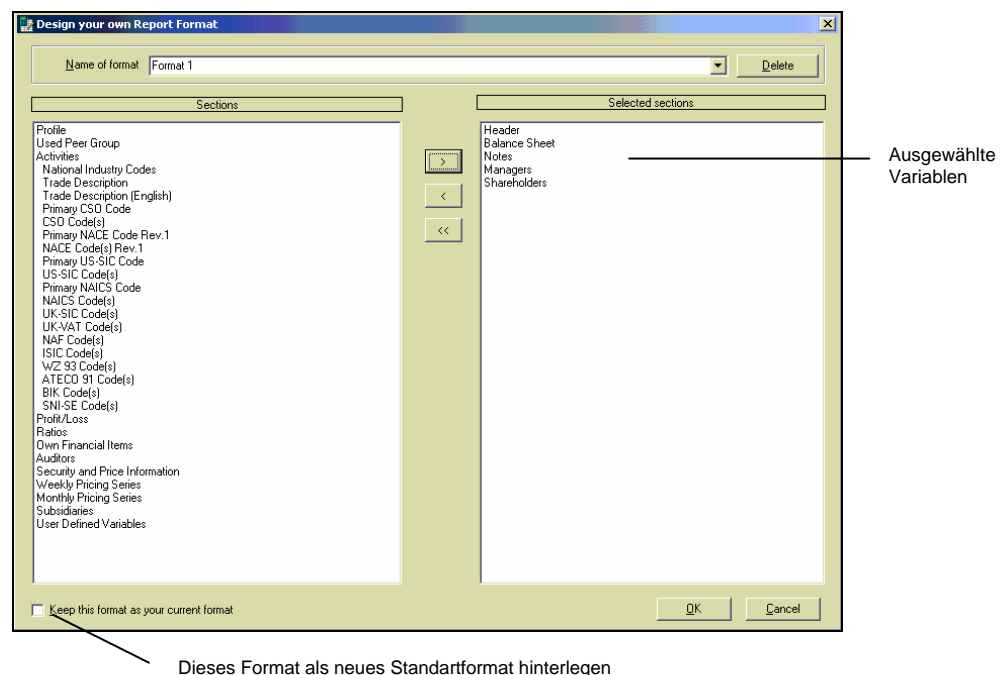 Design your own Report Format
Name of format Format 1 Delete
Sections
Profile
Used Peer Group
Activities
National Industry Codes
Trade Description
Trade Description (English)
Primary CSO Code
CSO Code(s)
Primary NACE Code Rev.1
NACE Code(s) Rev.1
Primary US-SIC Code
US-SIC Code(s)
Primary NAICS Code
NAICS Code(s)
UK-SIC Code(s)
UK-VAT Code(s)
NAF Code(s)
ISIC Code(s)
WZ 93 Code(s)
ATECO 91 Code(s)
BIK Code(s)
SNI-SE Code(s)
Profit/Loss
Ratios
Own Financial Items
Auditors
Security and Price Information
Weekly Pricing Series
Monthly Pricing Series
Subsidiaries
User Defined Variables
>
<
<<
Selected sections
Header
Balance Sheet
Notes
Managers
Shareholders
Ausgewählte
Variablen
Keep this format as your current format
OK Cancel
Dieses Format als neues Standartformat hinterlegen